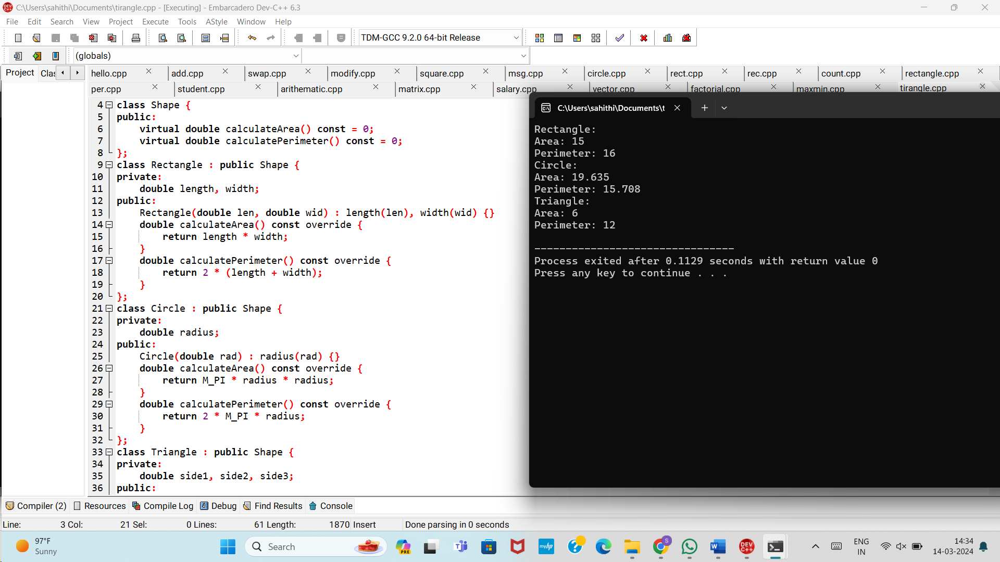 C:\Users\sahithi\Documents\tirangle.cpp - [Executing] - Embarcadero Dev-C++ 6.3
File Edit Search View Project Execute Tools AStyle Window Help
TDM-GCC 9.2.0 64-bit Release
(globals)
Project Clas
hello.cpp add.cpp swap.cpp modify.cpp square.cpp msg.cpp circle.cpp rect.cpp rec.cpp count.cpp rectangle.cpp
per.cpp student.cpp arithematic.cpp matrix.cpp salary.cpp vector.cpp factorial.cpp maxmin.cpp tirangle.cpp
4 class Shape {
5 public:
6 virtual double calculateArea() const = 0;
7 virtual double calculatePerimeter() const = 0;
8 };
9 class Rectangle : public Shape {
10 private:
11 double length, width;
12 public:
13 Rectangle(double len, double wid) : length(len), width(wid) {}
14 double calculateArea() const override {
15 return length * width;
16 }
17 double calculatePerimeter() const override {
18 return 2 * (length + width);
19 }
20 };
21 class Circle : public Shape {
22 private:
23 double radius;
24 public:
25 Circle(double rad) : radius(rad) {}
26 double calculateArea() const override {
27 return M_PI * radius * radius;
28 }
29 double calculatePerimeter() const override {
30 return 2 * M_PI * radius;
31 }
32 };
33 class Triangle : public Shape {
34 private:
35 double side1, side2, side3;
36 public:
C:\Users\sahithi\Documents\t
Rectangle:
Area: 15
Perimeter: 16
Circle:
Area: 19.635
Perimeter: 15.708
Triangle:
Area: 6
Perimeter: 12
--------------------------------
Process exited after 0.1129 seconds with return value 0
Press any key to continue . . .
Compiler (2) Resources Compile Log Debug Find Results Console
Line: 3 Col: 21 Sel: 0 Lines: 61 Length: 1870 Insert Done parsing in 0 seconds
97°F
Sunny
Search
PRE
myhp
S
DEV
C++
ENG
IN
14:34
14-03-2024